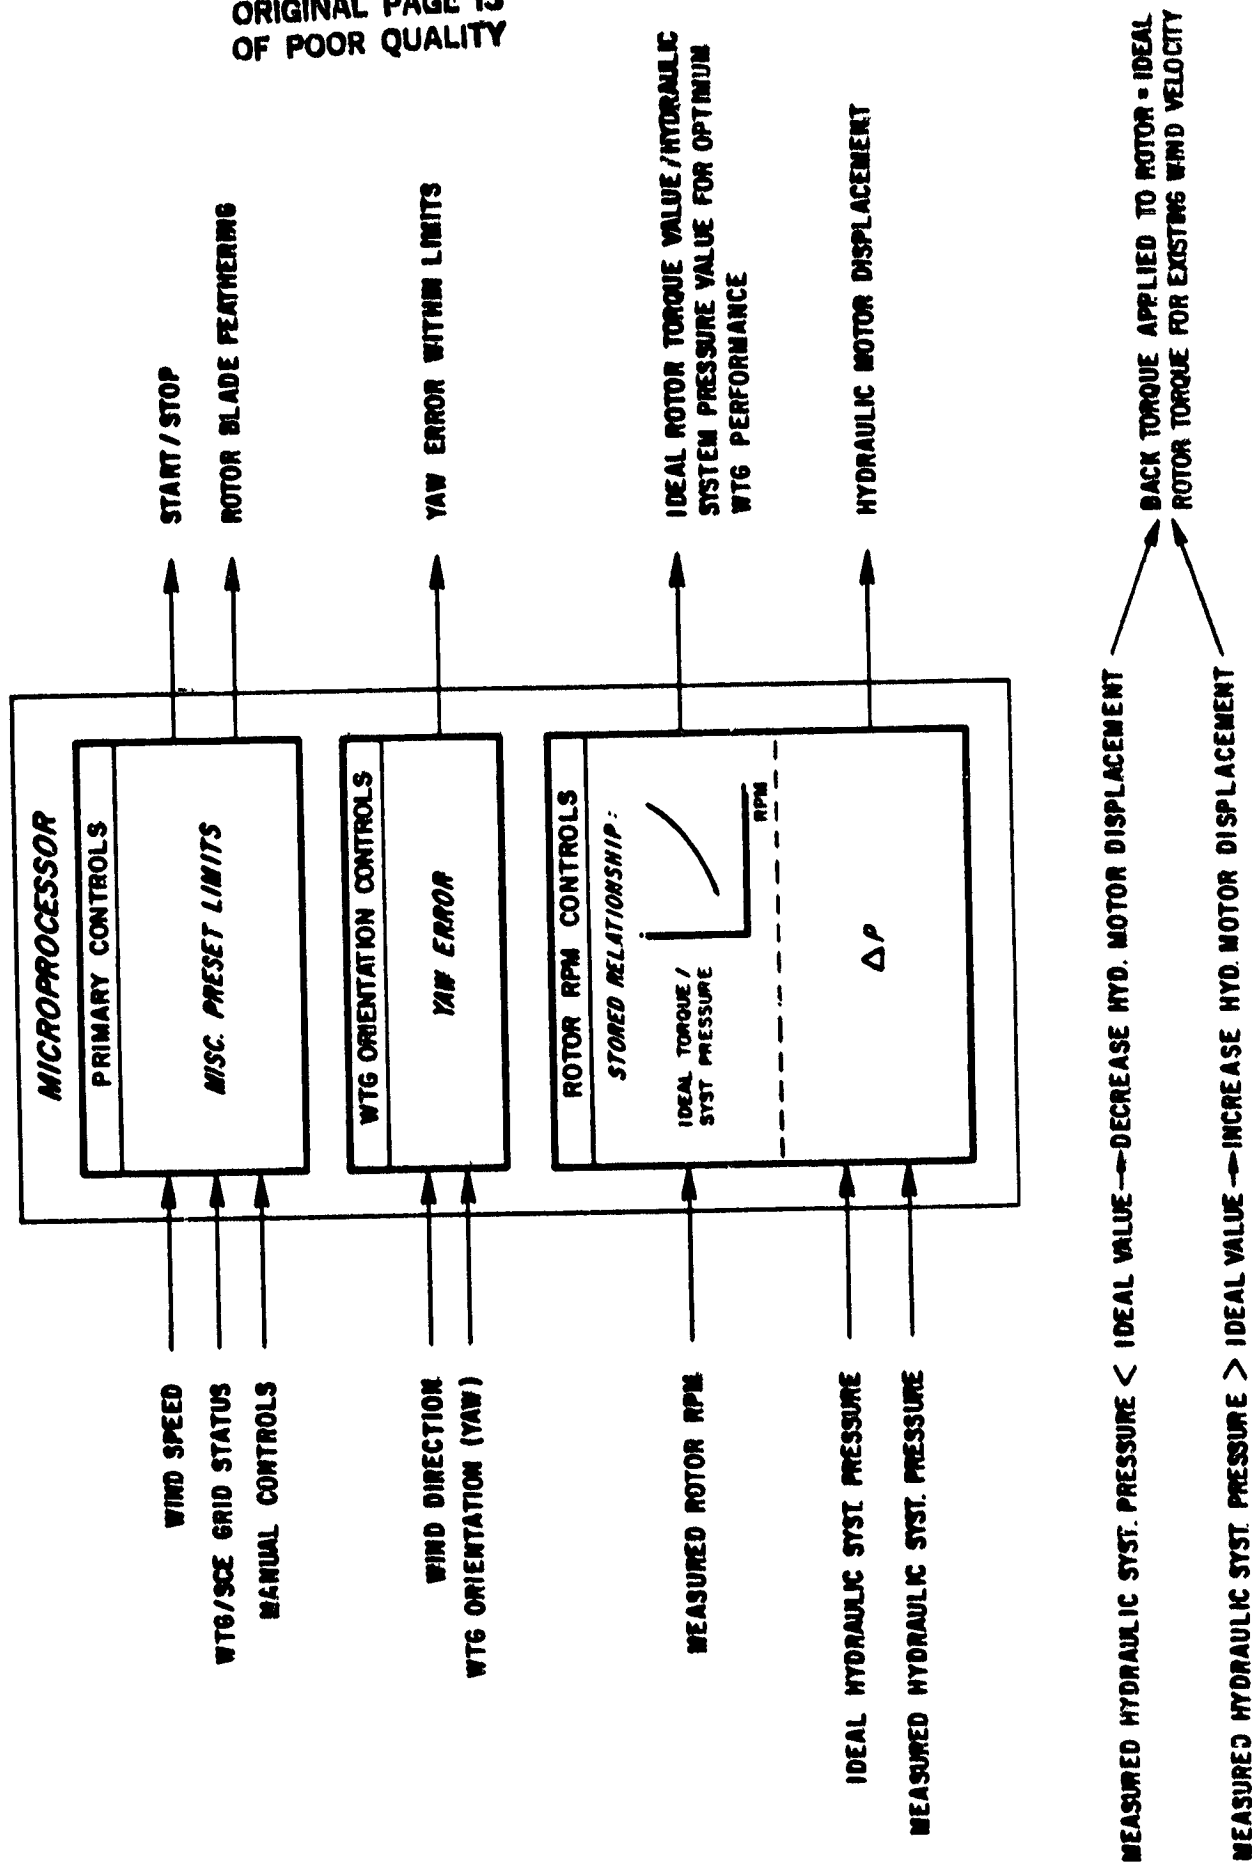 ORIGINAL PAGE IS
OF POOR QUALITY
MICROPROCESSOR
PRIMARY CONTROLS
MISC. PRESET LIMITS
WIND SPEED
WTG/SCE GRID STATUS
MANUAL CONTROLS
START/STOP
ROTOR BLADE FEATHERING
WTG ORIENTATION CONTROLS
YAW ERROR
WIND DIRECTION
WTG ORIENTATION (YAW)
YAW ERROR WITHIN LIMITS
ROTOR RPM CONTROLS
STORED RELATIONSHIP:
IDEAL TORQUE /
SYST PRESSURE
RPM
MEASURED ROTOR RPM
IDEAL ROTOR TORQUE VALUE/HYDRAULIC
SYSTEM PRESSURE VALUE FOR OPTIMUM
WTG PERFORMANCE
ΔP
IDEAL HYDRAULIC SYST. PRESSURE
MEASURED HYDRAULIC SYST. PRESSURE
HYDRAULIC MOTOR DISPLACEMENT
MEASURED HYDRAULIC SYST. PRESSURE < IDEAL VALUE → DECREASE HYD. MOTOR DISPLACEMENT
MEASURED HYDRAULIC SYST. PRESSURE > IDEAL VALUE → INCREASE HYD. MOTOR DISPLACEMENT
BACK TORQUE APPLIED TO ROTOR = IDEAL
ROTOR TORQUE FOR EXISTING WIND VELOCITY